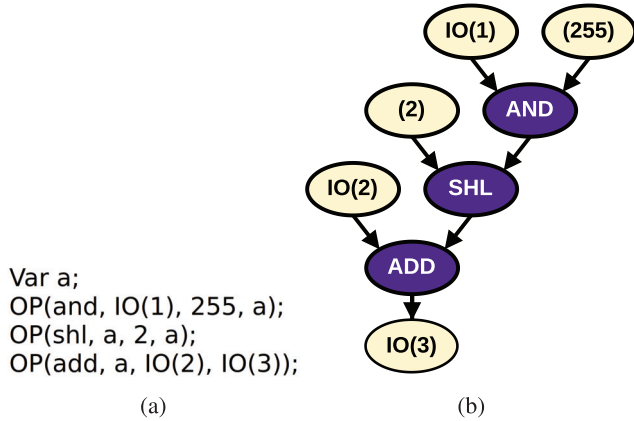 IO(1) (255)
(2) AND
IO(2) SHL
ADD
IO(3)
Var a;
OP(and, IO(1), 255, a);
OP(shl, a, 2, a);
OP(add, a, IO(2), IO(3));
(a) (b)